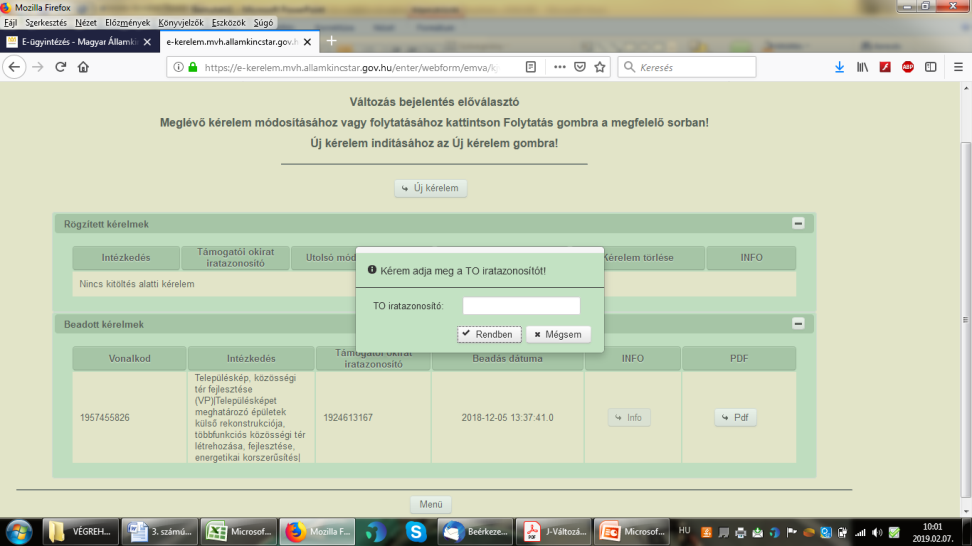 Mozilla Firefox
Fájl Szerkesztés Nézet Előzmények Könyvjelzők Eszközök Súgó
E-ügyintézés - Magyar Államkin
e-kerelem.mvh.allamkincstar.gov.h
https://e-kerelem.mvh.allamkincstar.gov.hu/enter/webform/emva/
Keresés
Változás bejelentés előválasztó
Meglévő kérelem módosításához vagy folytatásához kattintson Folytatás gombra a megfelelő sorban!
Új kérelem indításához az Új kérelem gombra!
Új kérelem
Rögzített kérelmek
Intézkedés
Támogatói okirat iratazonosító
Utolsó mód
Kérelem törlése
INFO
Nincs kitöltés alatti kérelem
Kérem adja meg a TO iratazonosítót!
TO iratazonosító:
Rendben
Mégsem
Beadott kérelmek
Vonalkód
Intézkedés
Támogatói okirat iratazonosító
Beadás dátuma
INFO
PDF
1957455826
Településkép, közösségi
tér fejlesztése
(VP)|Településképet
meghatározó épületek
külső rekonstrukciója,
többfunkciós közösségi tér
létrehozása, fejlesztése,
energetikai korszerűsítés|
1924613167
2018-12-05 13:37:41.0
Info
Pdf
Menü
VÉGREH...
3. számú...
Microsof...
Mozilla F...
Beérkeze...
J-Változá...
Microsof...
HU
10:01
2019.02.07.